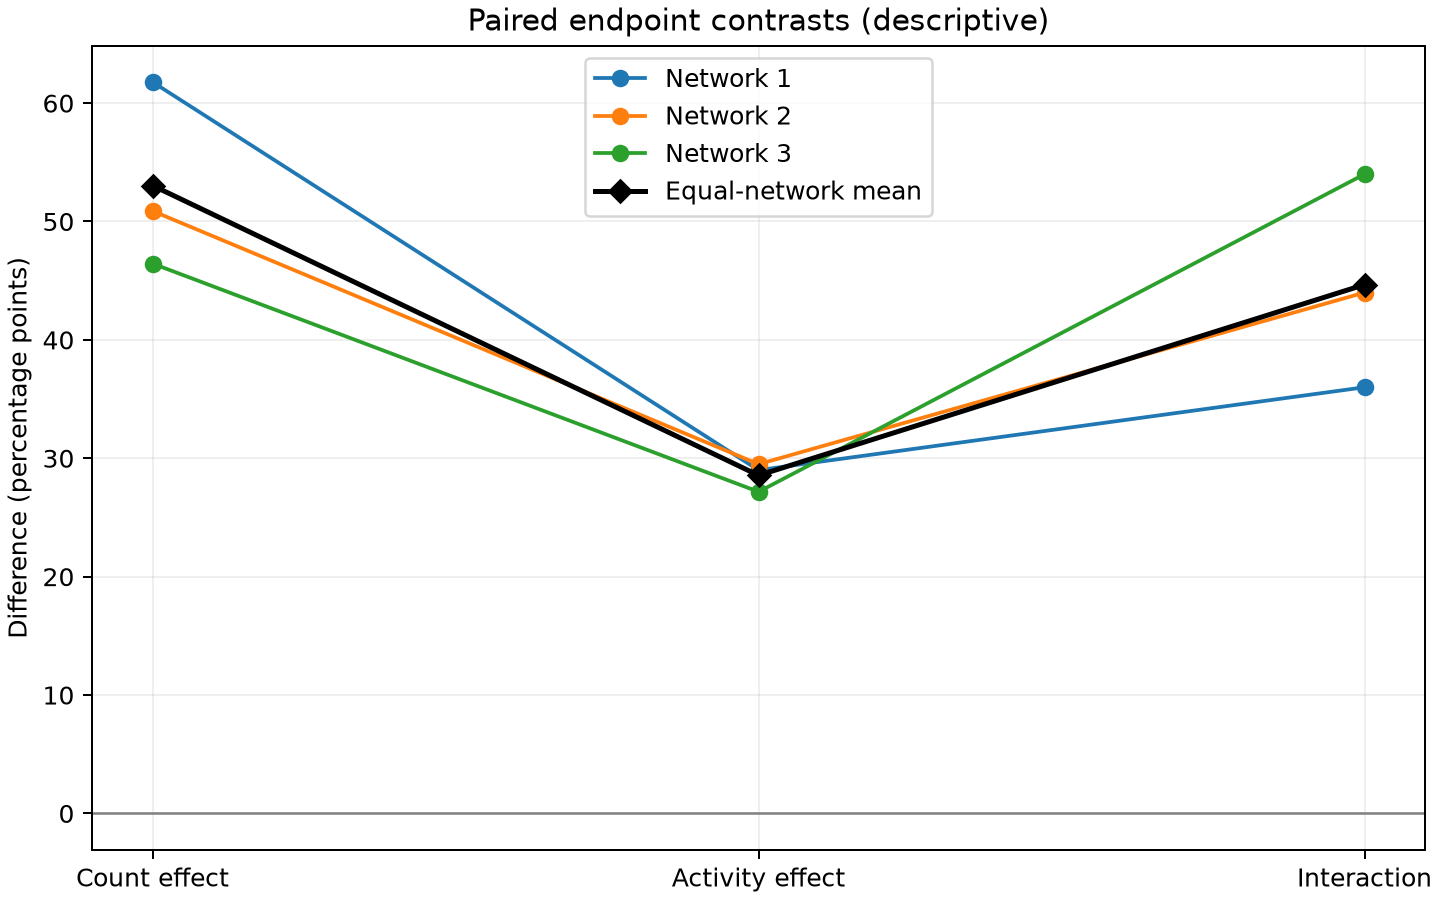 Paired endpoint contrasts (descriptive)
Network 1
Network 2
Network 3
Equal-network mean
Difference (percentage points)
60
50
40
30
20
10
0
Count effect
Activity effect
Interaction